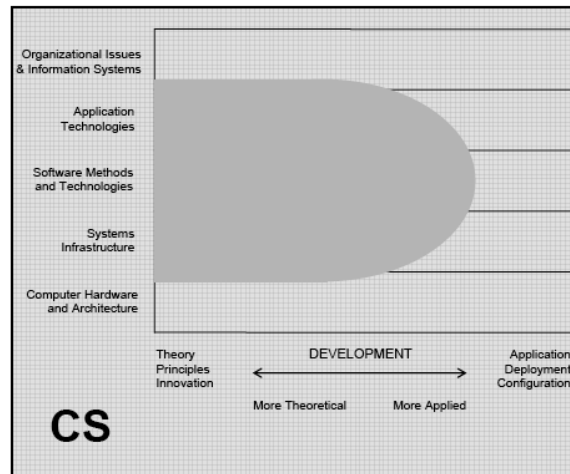 Organizational Issues
& Information Systems
Application
Technologies
Software Methods
and Technologies
Systems
Infrastructure
Computer Hardware
and Architecture
Theory
Principles
Innovation
DEVELOPMENT
More Theoretical
More Applied
Application
Deployment
Configuration
CS